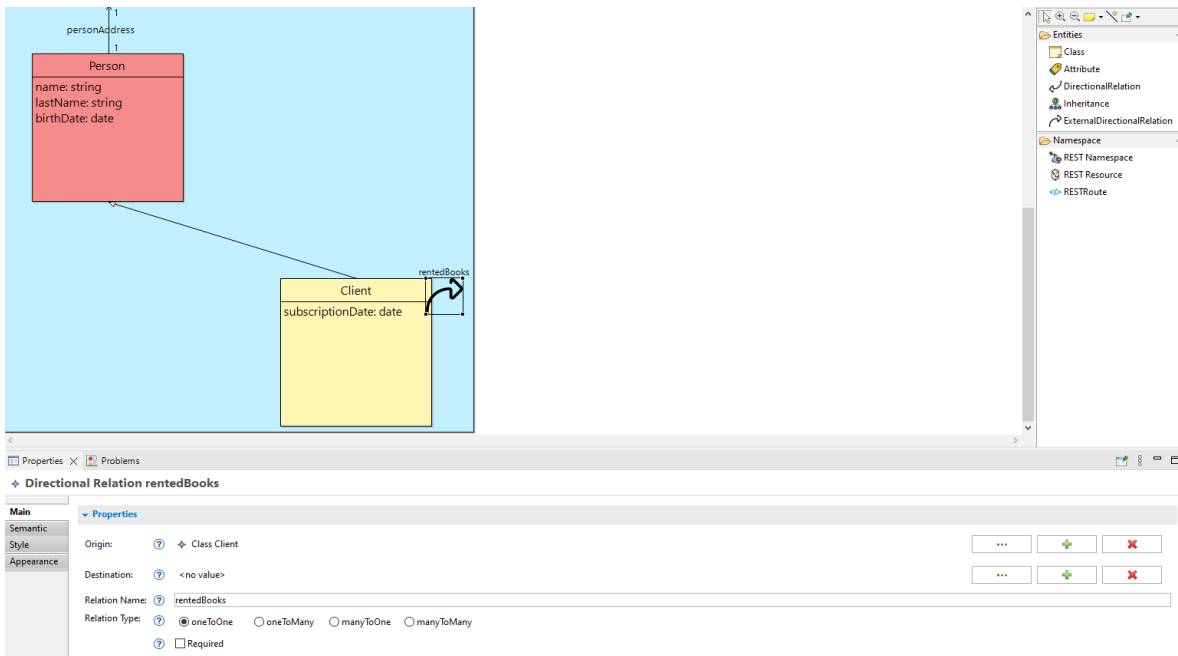 1
personAddress
1
Person
name: string
lastName: string
birthDate: date
rentedBooks
Client
subscriptionDate: date
Entities
Class
Attribute
DirectionalRelation
Inheritance
ExternalDirectionalRelation
Namespace
REST Namespace
REST Resource
</> RESTRoute
Properties
Problems
Directional Relation rentedBooks
Main
Semantic
Style
Appearance
Properties
Origin: ? Class Client
Destination: ? <no value>
Relation Name: ? rentedBooks
Relation Type: ? oneToOne oneToMany manyToOne manyToMany
? Required